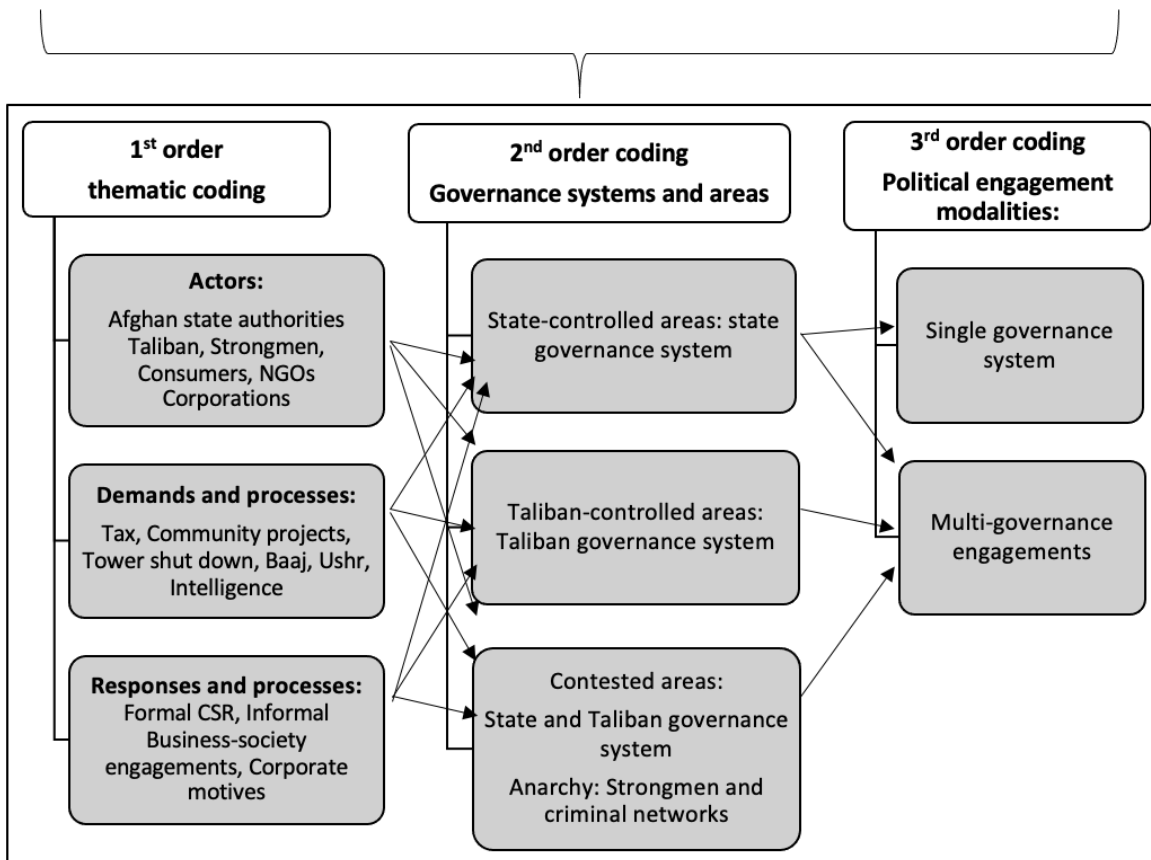 1st order
thematic coding
Actors:
Afghan state authorities
Taliban, Strongmen,
Consumers, NGOs
Corporations
Demands and processes:
Tax, Community projects,
Tower shut down, Baaj, Ushr,
Intelligence
Responses and processes:
Formal CSR, Informal
Business-society
engagements, Corporate
motives
2nd order coding
Governance systems and areas
State-controlled areas: state
governance system
Taliban-controlled areas:
Taliban governance system
Contested areas:
State and Taliban governance
system
Anarchy: Strongmen and
criminal networks
3rd order coding
Political engagement
modalities:
Single governance
system
Multi-governance
engagements